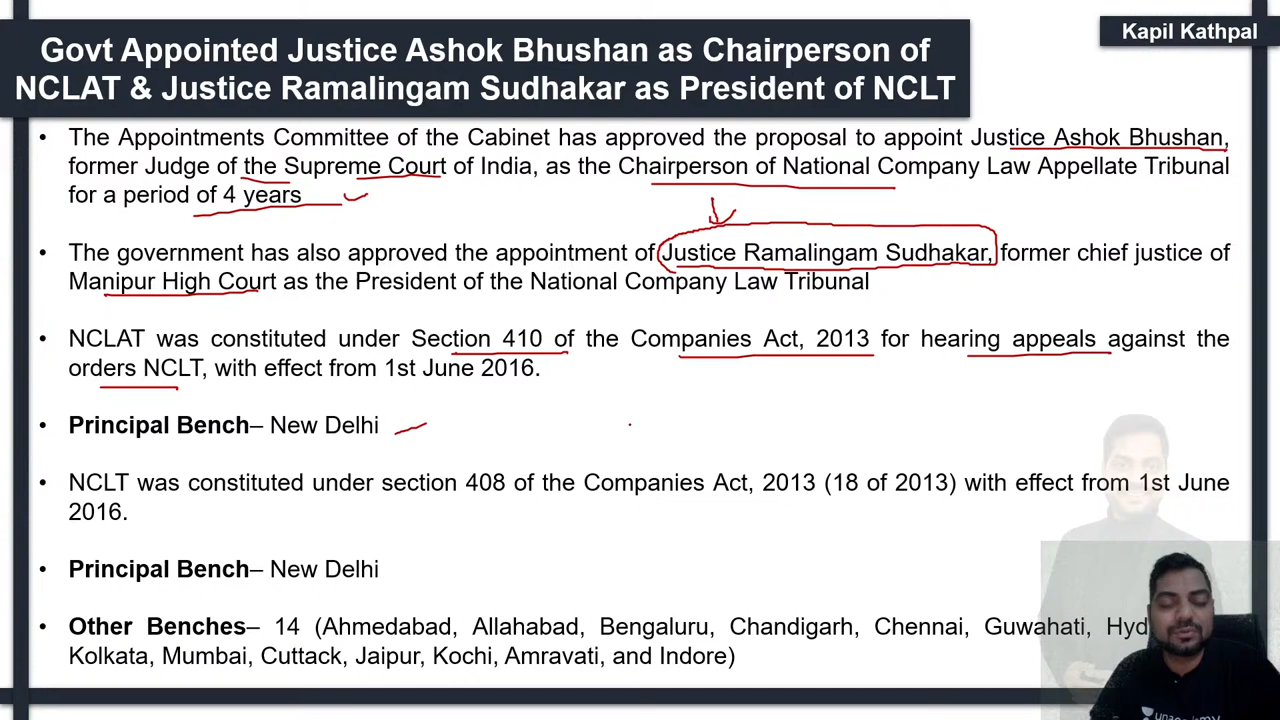 Kapil Kathpal
Govt Appointed Justice Ashok Bhushan as Chairperson of
NCLAT & Justice Ramalingam Sudhakar as President of NCLT
• The Appointments Committee of the Cabinet has approved the proposal to appoint Justice Ashok Bhushan,
former Judge of the Supreme Court of India, as the Chairperson of National Company Law Appellate Tribunal
for a period of 4 years
• The government has also approved the appointment of Justice Ramalingam Sudhakar, former chief justice of
Manipur High Court as the President of the National Company Law Tribunal
• NCLAT was constituted under Section 410 of the Companies Act, 2013 for hearing appeals against the
orders NCLT, with effect from 1st June 2016.
• Principal Bench– New Delhi
• NCLT was constituted under section 408 of the Companies Act, 2013 (18 of 2013) with effect from 1st June
2016.
• Principal Bench– New Delhi
• Other Benches– 14 (Ahmedabad, Allahabad, Bengaluru, Chandigarh, Chennai, Guwahati, Hyd
Kolkata, Mumbai, Cuttack, Jaipur, Kochi, Amravati, and Indore)